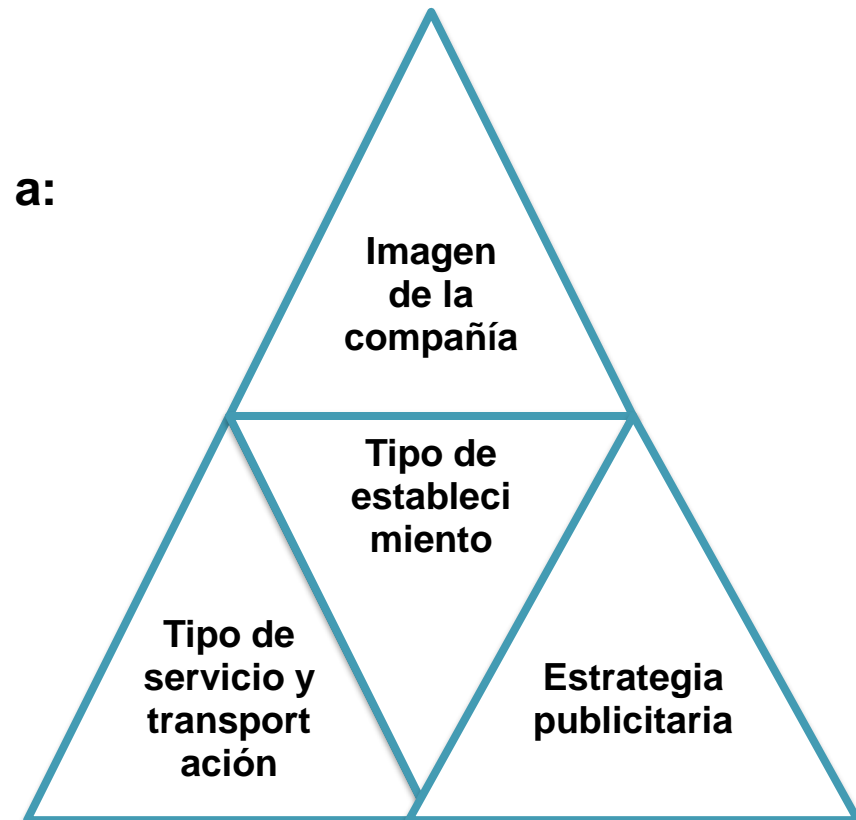 a:
Imagen
de la
compañía
Tipo de
estableci
miento
Tipo de
servicio y
transport
ación
Estrategia
publicitaria